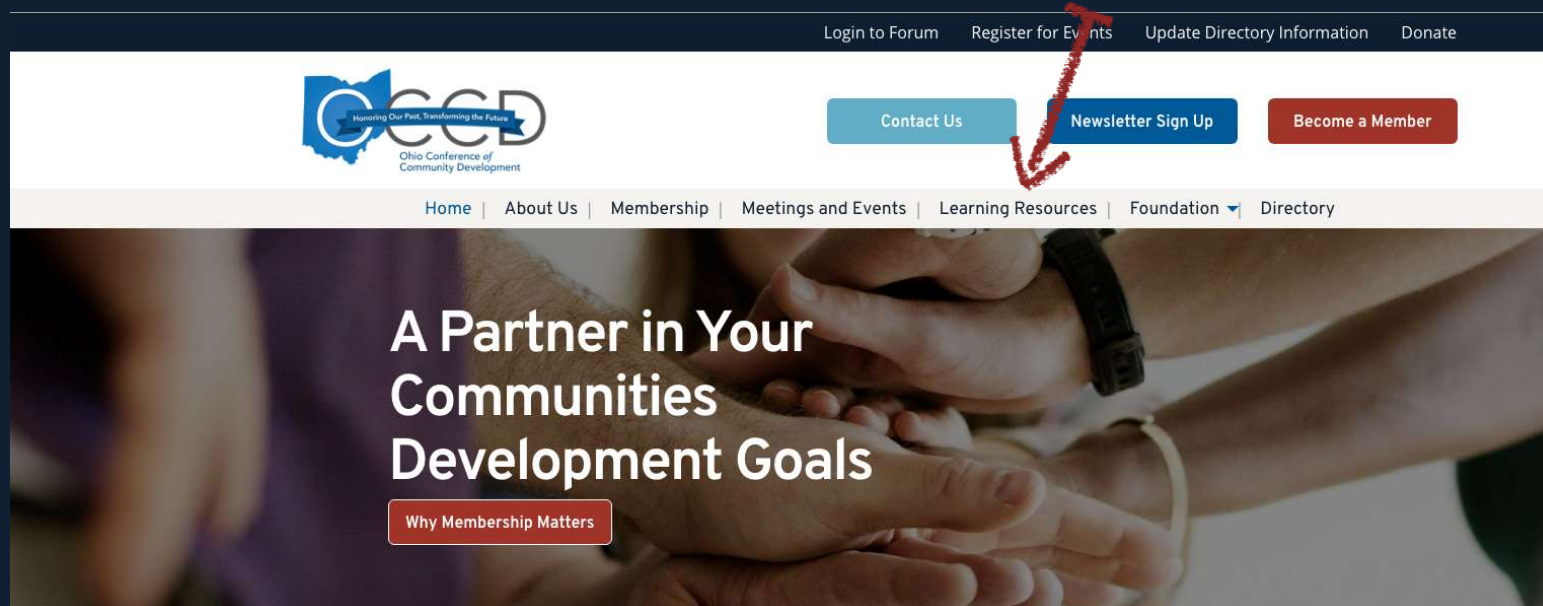 Login to Forum Register for Events Update Directory Information Donate
OCCD
Honoring Our Past, Transforming the Future
Ohio Conference of
Community Development
Contact Us Newsletter Sign Up Become a Member
Home | About Us | Membership | Meetings and Events | Learning Resources | Foundation | Directory
A Partner in Your
Communities
Development Goals
Why Membership Matters